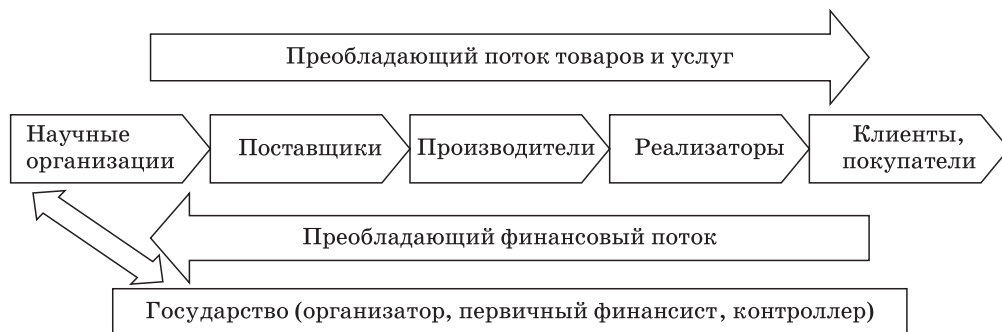 Преобладающий поток товаров и услуг
Научные
организации
Поставщики
Производители
Реализаторы
Клиенты,
покупатели
Преобладающий финансовый поток
Государство (организатор, первичный финансист, контроллер)